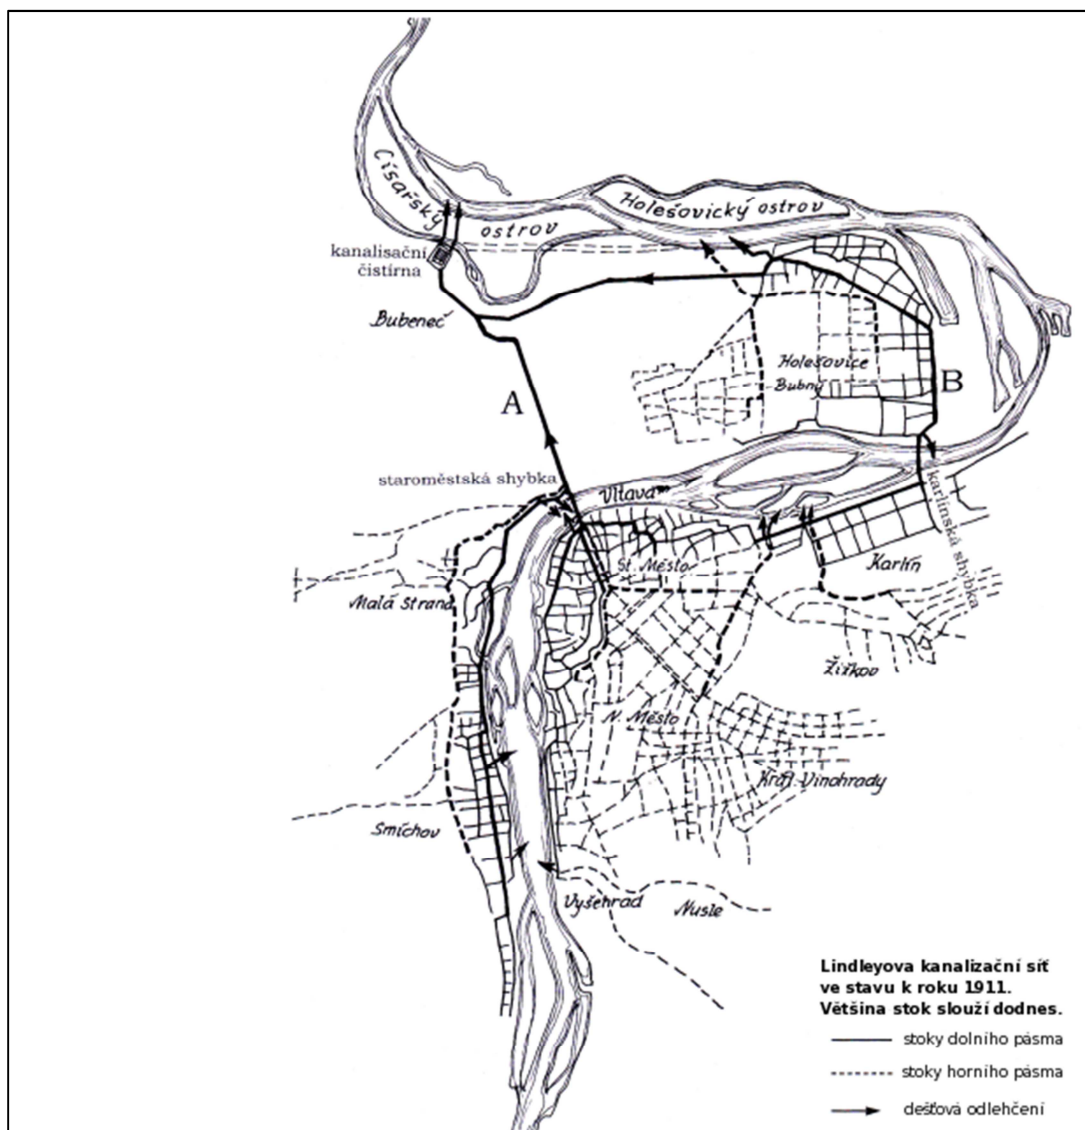 Císařský
ostrov
Holešovický ostrov
kanalisační
čistírna
Bubeneč
A
Holešovice
Bubny
B
staroměstská shybka
Vltava
karlínská shybka
St. Město
Karlín
Malá Strana
Žižkov
N. Město
Král. Vinohrady
Smíchov
Vyšehrad
Nusle
Lindleyova kanalizační síť
ve stavu k roku 1911.
Většina stok slouží dodnes.
stoky dolního pásma
stoky horního pásma
dešťová odlehčení